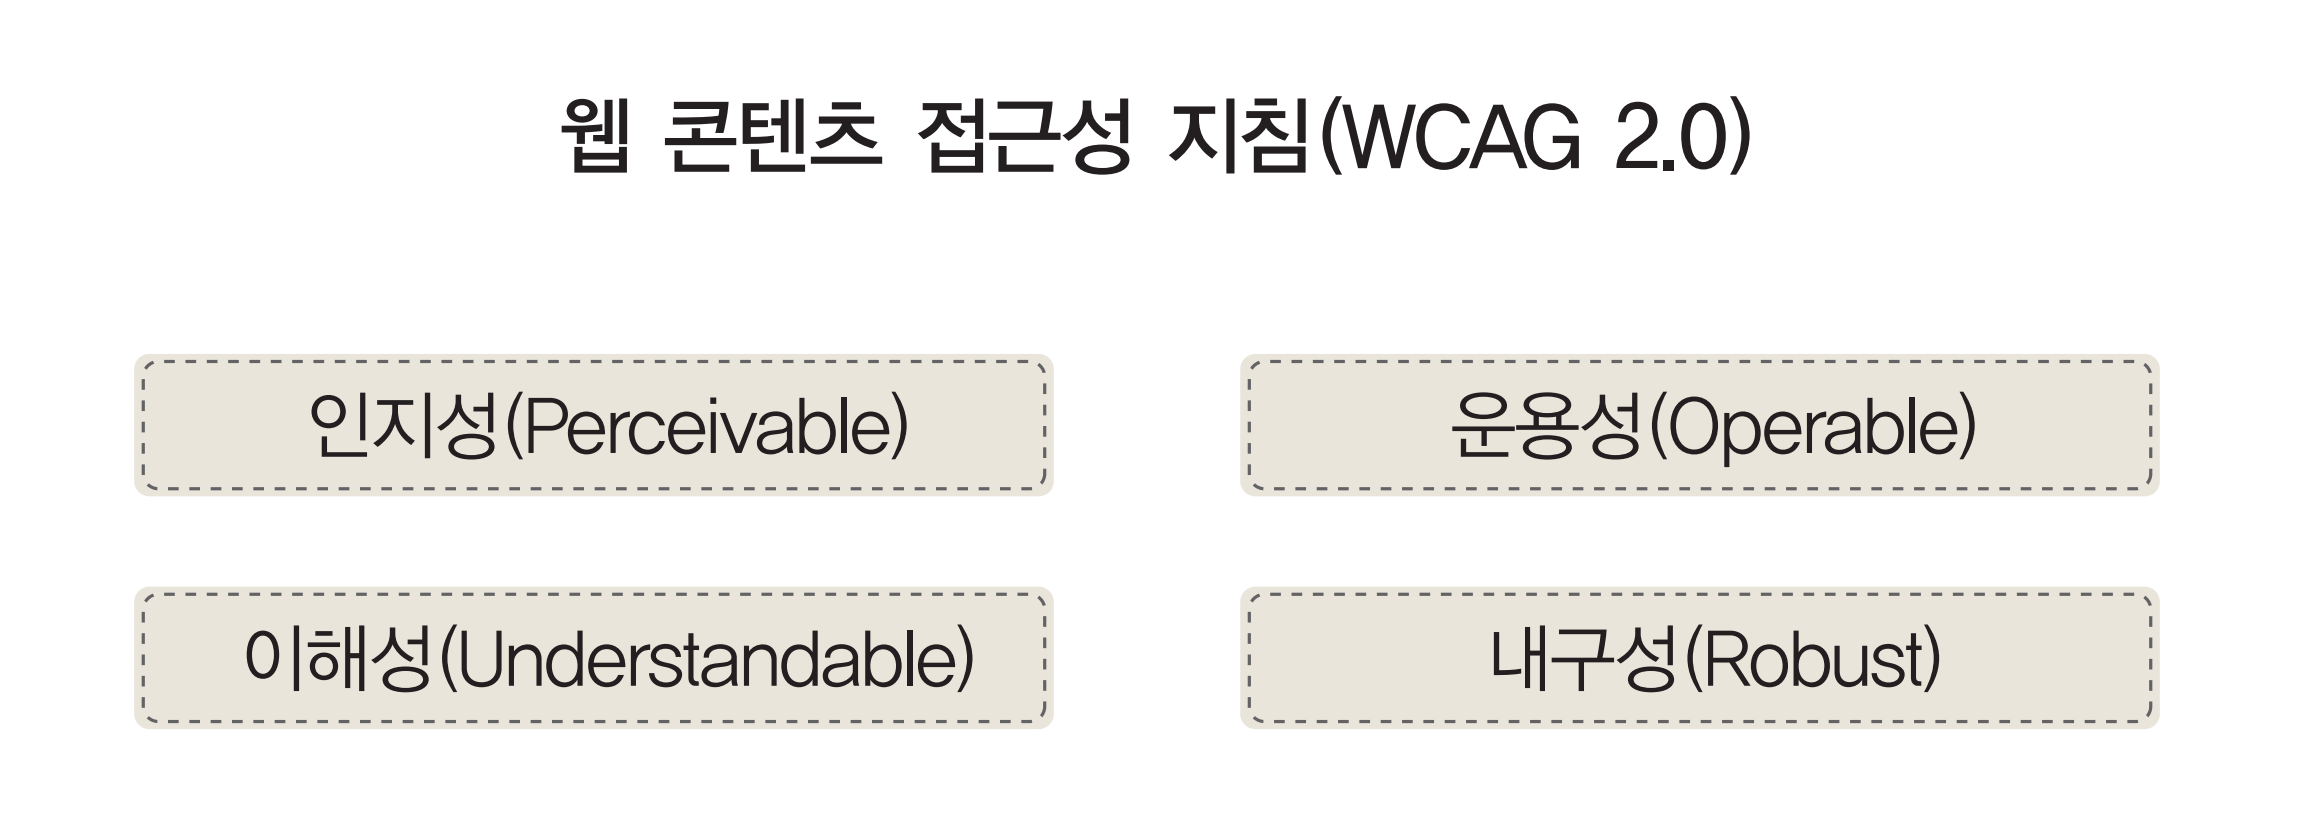 웹 콘텐츠 접근성 지침(WCAG 2.0)
인지성(Perceivable)
운용성(Operable)
이해성(Understandable)
내구성(Robust)